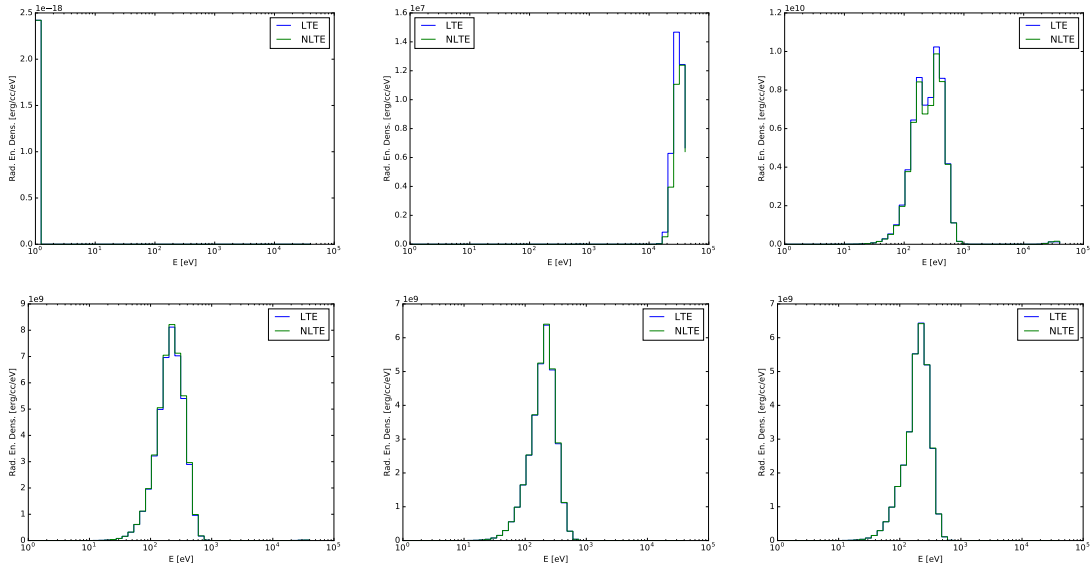 1e−18
LTE
NLTE
2.5
2.0
1.5
1.0
0.5
0.0
Rad. En. Dens. [erg/cc/eV]
10^0 10^1 10^2 10^3 10^4 10^5
E [eV]
1e7
LTE
NLTE
1.6
1.4
1.2
1.0
0.8
0.6
0.4
0.2
0.0
Rad. En. Dens. [erg/cc/eV]
10^0 10^1 10^2 10^3 10^4 10^5
E [eV]
1e10
LTE
NLTE
1.2
1.0
0.8
0.6
0.4
0.2
0.0
Rad. En. Dens. [erg/cc/eV]
10^0 10^1 10^2 10^3 10^4 10^5
E [eV]
1e9
LTE
NLTE
9
8
7
6
5
4
3
2
1
0
Rad. En. Dens. [erg/cc/eV]
10^0 10^1 10^2 10^3 10^4 10^5
E [eV]
1e9
LTE
NLTE
7
6
5
4
3
2
1
0
Rad. En. Dens. [erg/cc/eV]
10^0 10^1 10^2 10^3 10^4 10^5
E [eV]
1e9
LTE
NLTE
7
6
5
4
3
2
1
0
Rad. En. Dens. [erg/cc/eV]
10^0 10^1 10^2 10^3 10^4 10^5
E [eV]